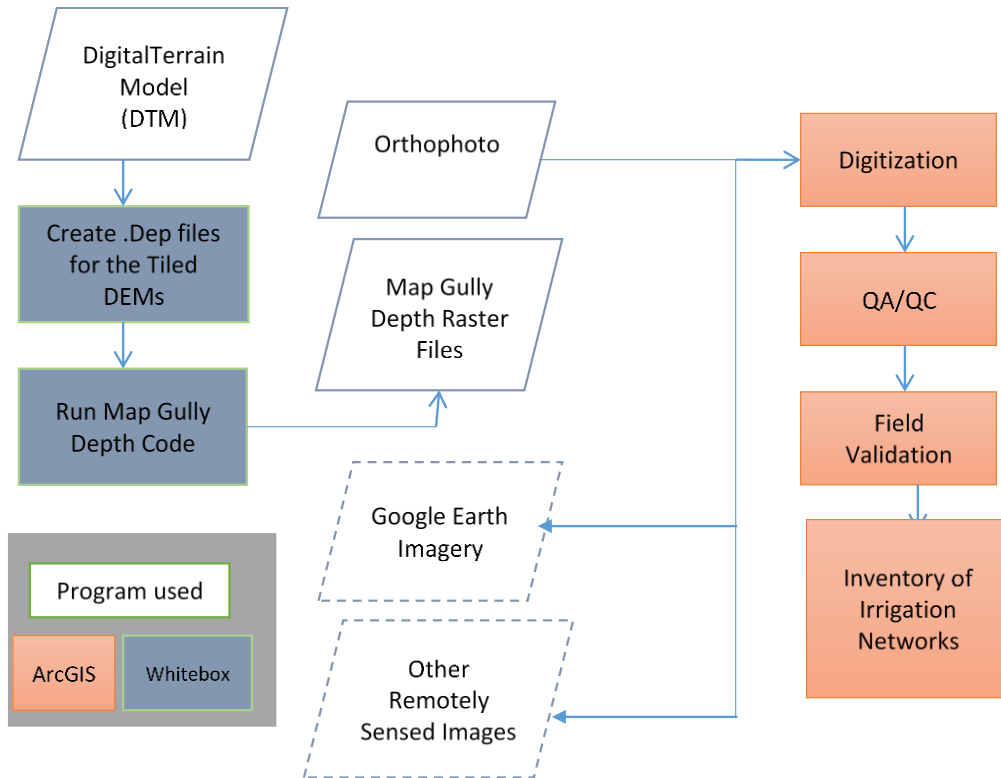 DigitalTerrain
Model
(DTM)
Create .Dep files
for the Tiled
DEMs
Run Map Gully
Depth Code
Orthophoto
Map Gully
Depth Raster
Files
Google Earth
Imagery
Other
Remotely
Sensed Images
Digitization
QA/QC
Field
Validation
Inventory of
Irrigation
Networks
Program used
ArcGIS
Whitebox